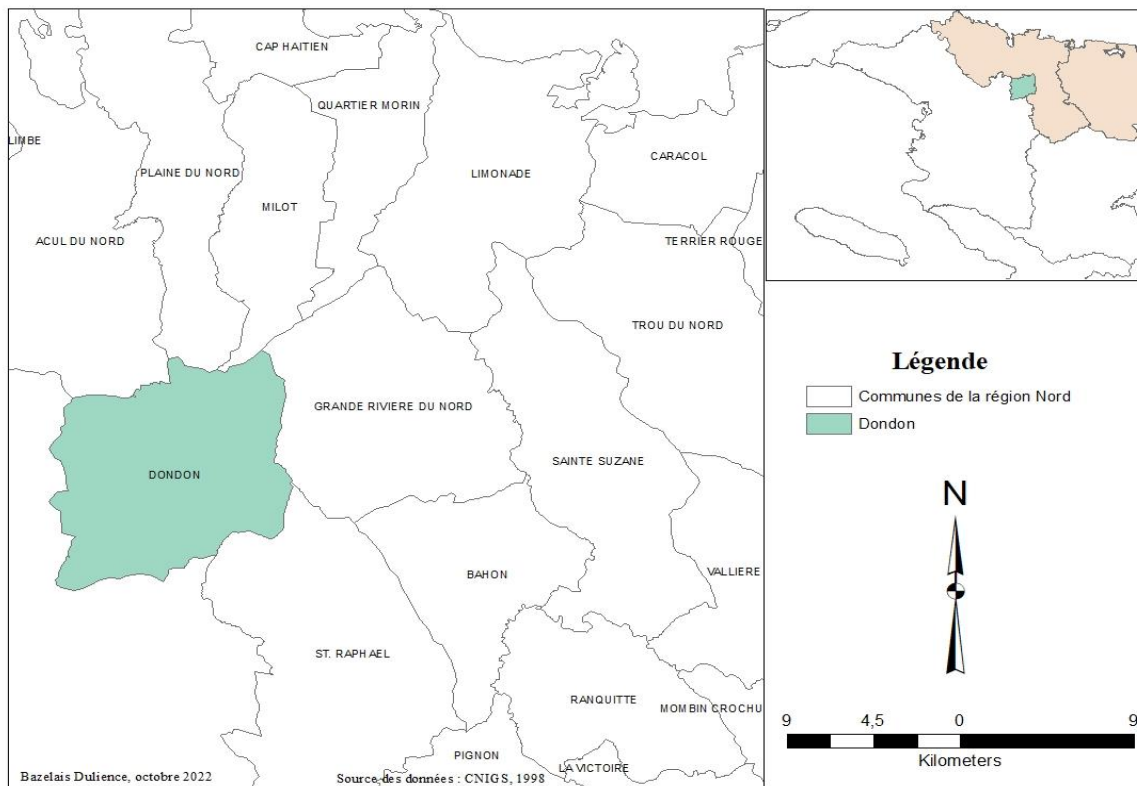 CAP HAITIEN
QUARTIER MORIN
LIMBE
CARACOL
PLAINE DU NORD
LIMONADE
MILOT
ACUL DU NORD
TERRIER ROUGE
TROU DU NORD
GRANDE RIVIERE DU NORD
SAINTE SUZANE
DONDON
BAHON
VALLIERE
ST. RAPHAEL
RANQUITTE
MOMBIN CROCHU
PIGNON
LA VICTOIRE
Bazelais Dulience, octobre 2022
Source des données : CNIGS, 1998
Légende
Communes de la région Nord
Dondon
N
9 4,5 0 9
Kilometers